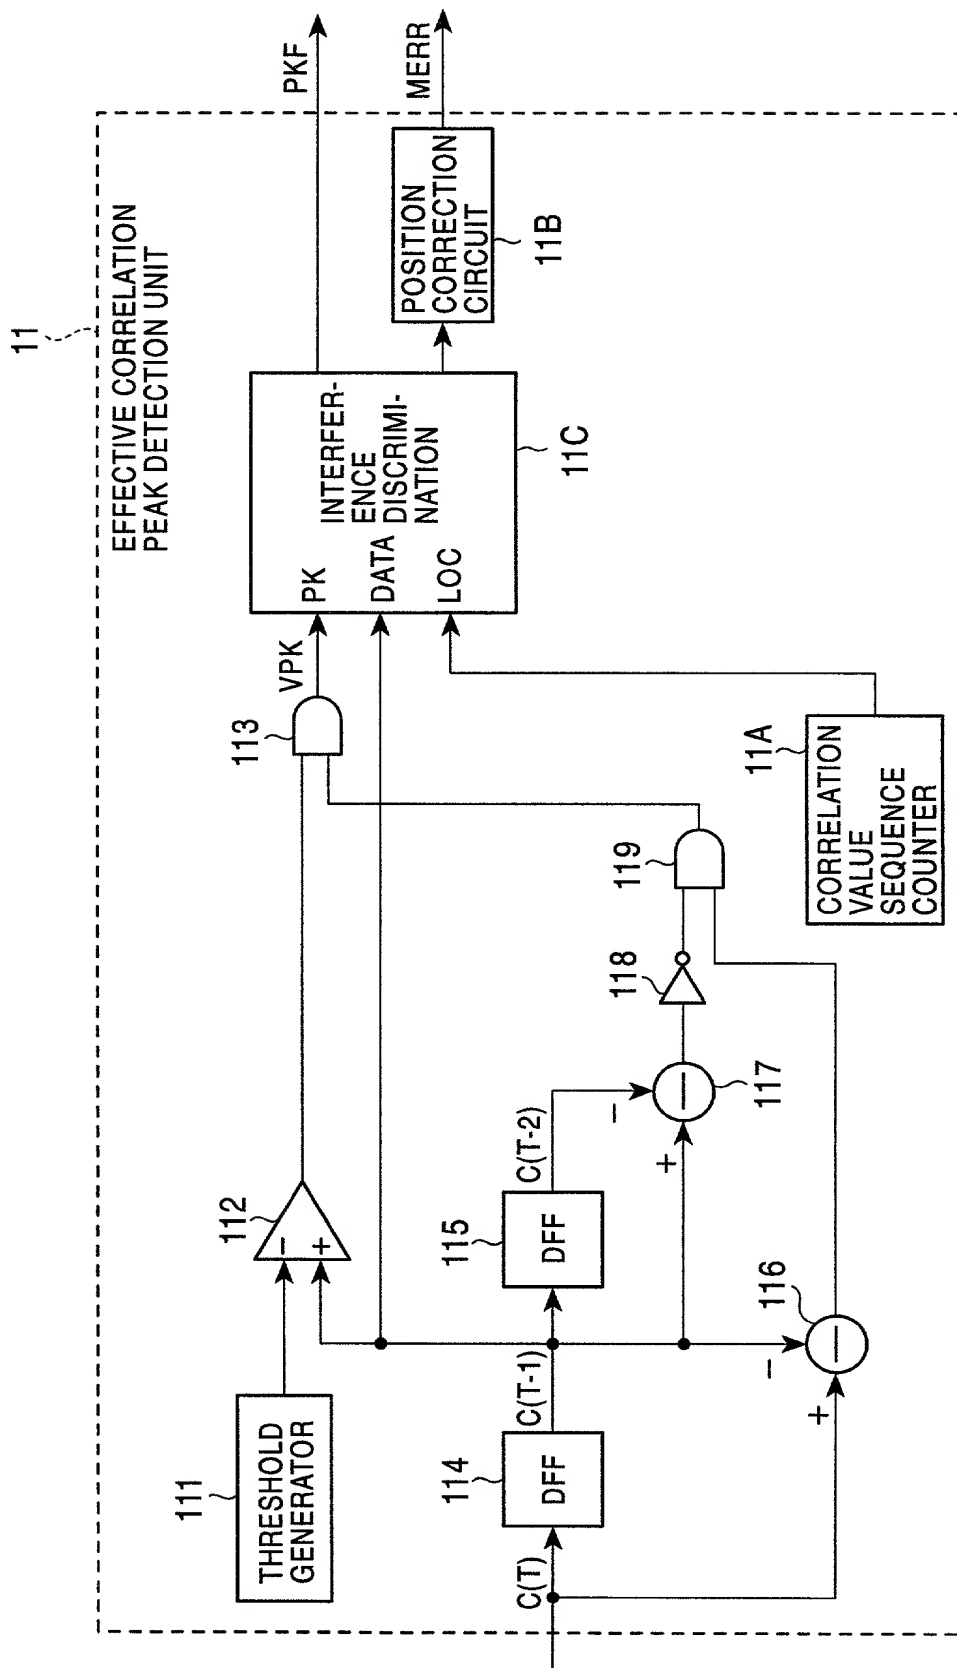 11
EFFECTIVE CORRELATION
PEAK DETECTION UNIT
111
THRESHOLD
GENERATOR
112
−
+
113
VPK
PK
DATA
LOC
INTERFER-
ENCE
DISCRIMI-
NATION
11C
PKF
MERR
POSITION
CORRECTION
CIRCUIT
11B
C(T)
114
DFF
C(T-1)
115
DFF
C(T-2)
−
+
117
118
119
−
+
116
11A
CORRELATION
VALUE
SEQUENCE
COUNTER